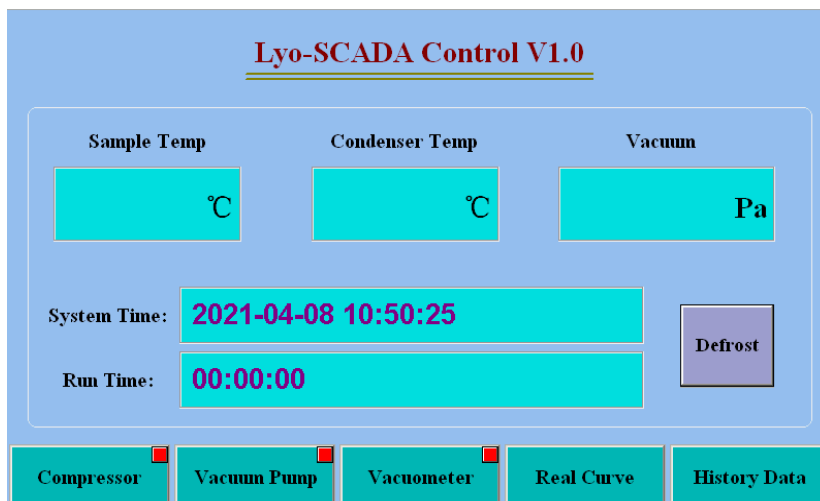 Lyo-SCADA Control V1.0
Sample Temp Condenser Temp Vacuum
℃ ℃ Pa
System Time: 2021-04-08 10:50:25
Run Time: 00:00:00
Defrost
Compressor Vacuum Pump Vacuometer Real Curve History Data